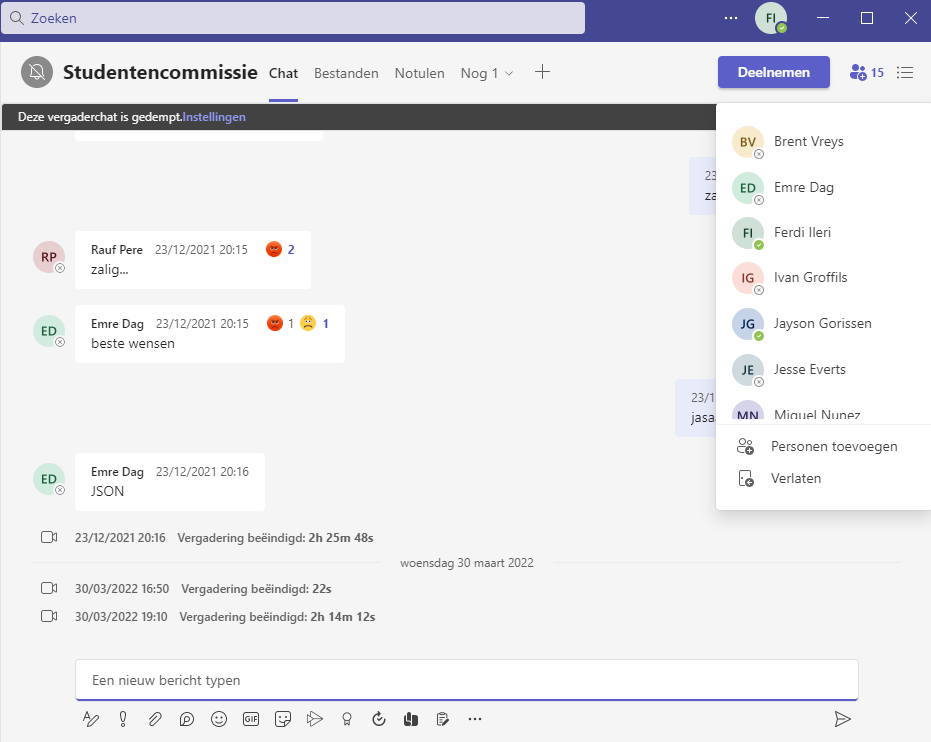 Zoeken
FI
Studentencommissie Chat Bestanden Notulen Nog 1 Deelnemen 15
Deze vergaderchat is gedempt.Instellingen
23
za
RP Rauf Pere 23/12/2021 20:15 2
zalig...
ED Emre Dag 23/12/2021 20:15 1 1
beste wensen
23/1
jasa
ED Emre Dag 23/12/2021 20:16
JSON
23/12/2021 20:16 Vergadering beëindigd: 2h 25m 48s
woensdag 30 maart 2022
30/03/2022 16:50 Vergadering beëindigd: 22s
30/03/2022 19:10 Vergadering beëindigd: 2h 14m 12s
Een nieuw bericht typen
GIF
BV Brent Vreys
ED Emre Dag
FI Ferdi Ileri
IG Ivan Groffils
JG Jayson Gorissen
JE Jesse Everts
MN Miguel Nunez
Personen toevoegen
Verlaten